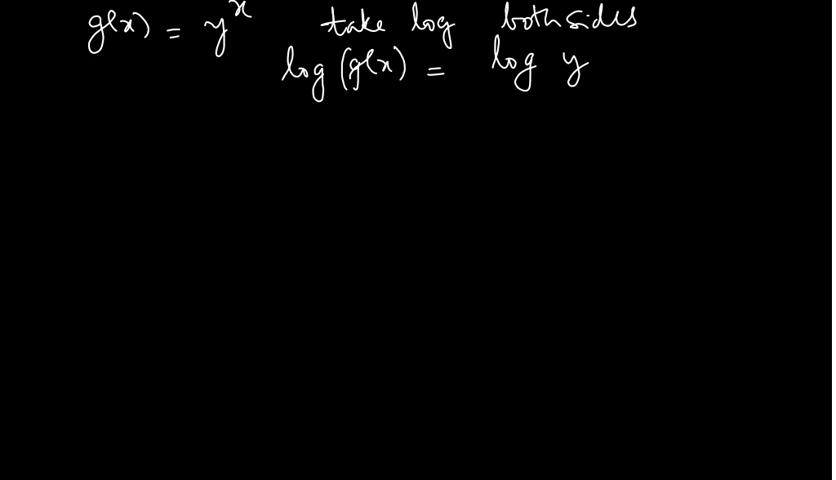 g(x) = y^x take log both sides
log (g(x) = log y